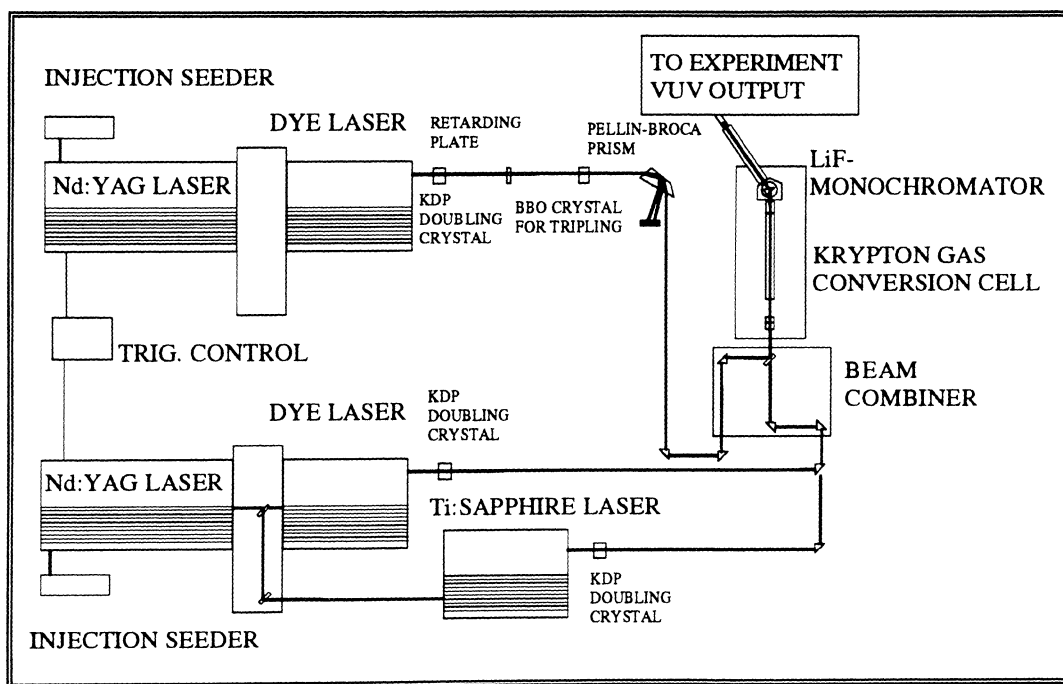 INJECTION SEEDER
TO EXPERIMENT
VUV OUTPUT
DYE LASER
RETARDING
PLATE
PELLIN-BROCA
PRISM
LiF-
MONOCHROMATOR
Nd:YAG LASER
KDP
DOUBLING
CRYSTAL
BBO CRYSTAL
FOR TRIPLING
KRYPTON GAS
CONVERSION CELL
TRIG. CONTROL
BEAM
COMBINER
DYE LASER
KDP
DOUBLING
CRYSTAL
Nd:YAG LASER
Ti:SAPPHIRE LASER
KDP
DOUBLING
CRYSTAL
INJECTION SEEDER